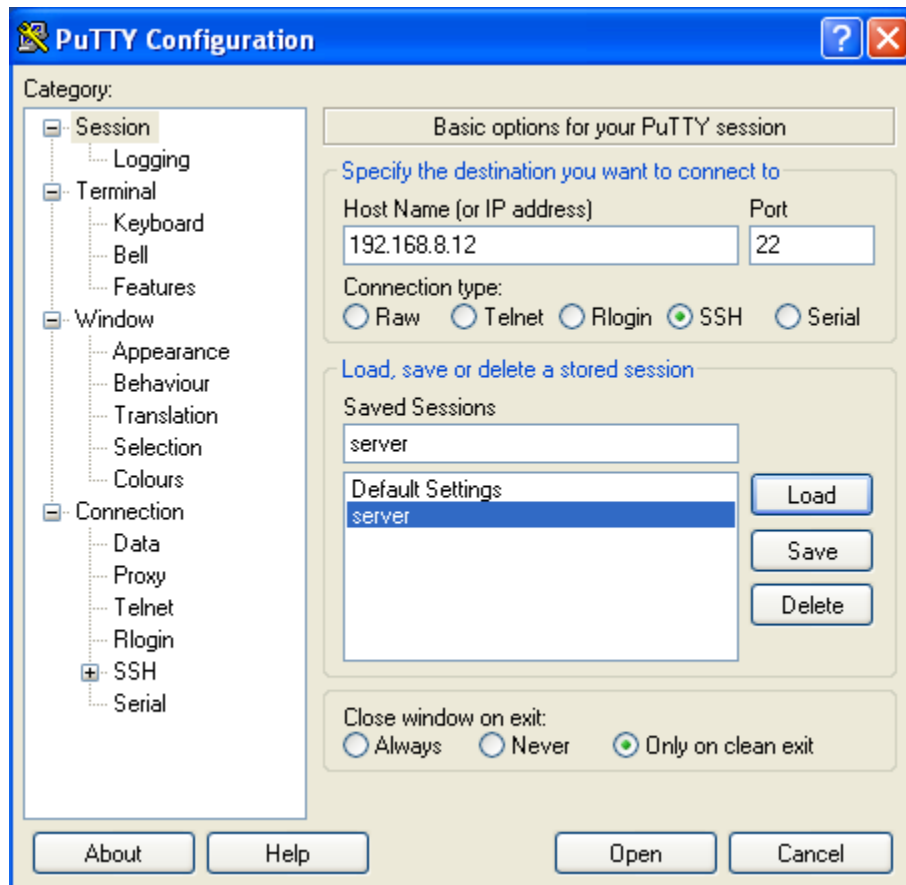 PuTTY Configuration
Category:
Session
Logging
Terminal
Keyboard
Bell
Features
Window
Appearance
Behaviour
Translation
Selection
Colours
Connection
Data
Proxy
Telnet
Rlogin
SSH
Serial
Basic options for your PuTTY session
Specify the destination you want to connect to
Host Name (or IP address) Port
192.168.8.12 22
Connection type:
Raw Telnet Rlogin SSH Serial
Load, save or delete a stored session
Saved Sessions
server
Default Settings
server
Load
Save
Delete
Close window on exit:
Always Never Only on clean exit
About Help Open Cancel